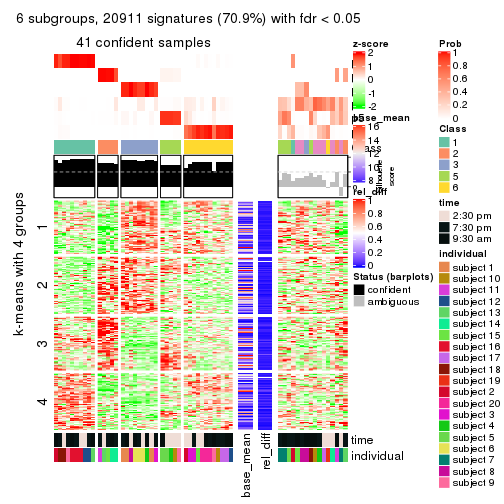 6 subgroups, 20911 signatures (70.9%) with fdr < 0.05
41 confident samples
k-means with 4 groups
1
2
3
4
base_mean
rel_diff
time
individual
z-score
2
1
0
-1
-2
base_mean
16
14
12
10
8
Silhouette
score
rel_diff
1
0.8
0.6
0.4
0.2
0
Status (barplots)
confident
ambiguous
Prob
1
0.8
0.6
0.4
0.2
0
Class
1
2
3
5
6
time
2:30 pm
7:30 pm
9:30 am
Individual
subject 1
subject 10
subject 11
subject 12
subject 13
subject 14
subject 15
subject 16
subject 17
subject 18
subject 19
subject 2
subject 20
subject 3
subject 4
subject 5
subject 6
subject 7
subject 8
subject 9